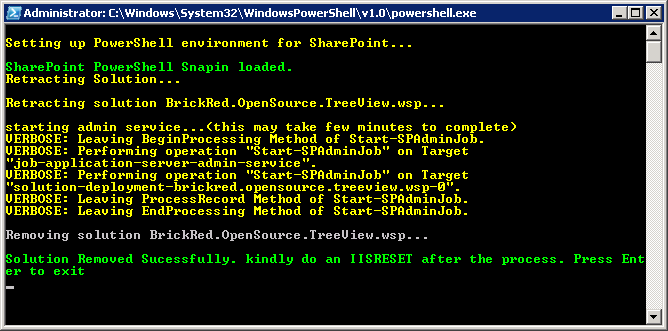 Administrator: C:\Windows\System32\WindowsPowerShell\v1.0\powershell.exe
Setting up PowerShell environment for SharePoint...
SharePoint PowerShell Snapin loaded.
Retracting Solution...
Retracting solution BrickRed.OpenSource.TreeView.wsp...
starting admin service...(this may take few minutes to complete)
VERBOSE: Leaving BeginProcessing Method of Start-SPAdminJob.
VERBOSE: Performing operation "Start-SPAdminJob" on Target
"job-application-server-admin-service".
VERBOSE: Performing operation "Start-SPAdminJob" on Target
"solution-deployment-brickred.opensource.treeview.wsp-0".
VERBOSE: Leaving ProcessRecord Method of Start-SPAdminJob.
VERBOSE: Leaving EndProcessing Method of Start-SPAdminJob.
Removing solution BrickRed.OpenSource.TreeView.wsp...
Solution Removed Sucessfully. kindly do an IISRESET after the process. Press Ent
er to exit